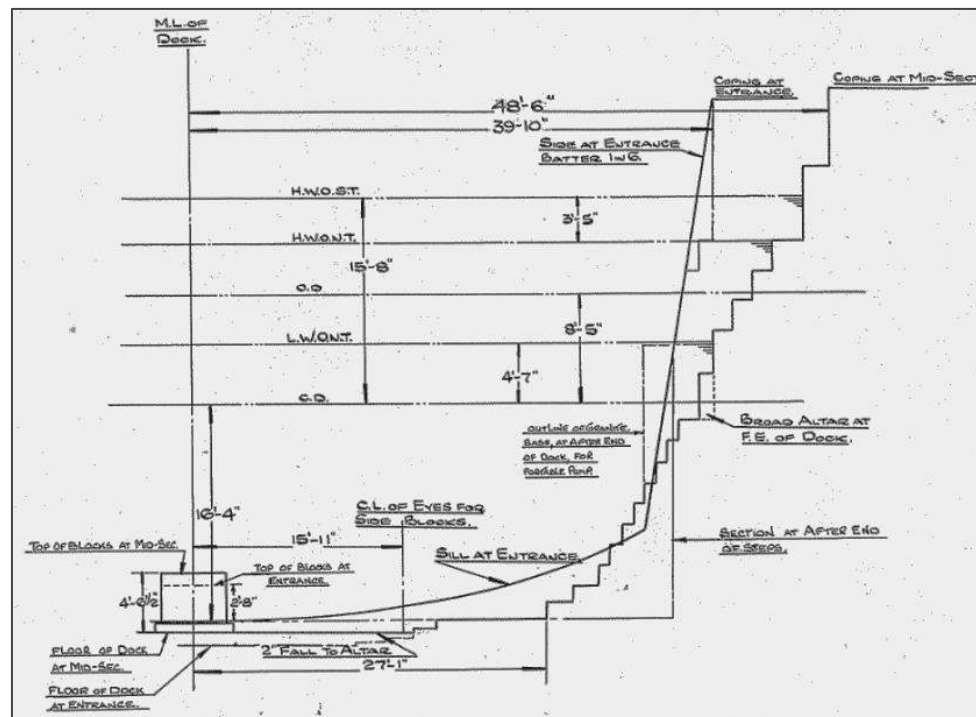 M.L. OF
DOCK.
COPING AT
ENTRANCE.
COPING AT MID-SECT
48'-6"
39'-10"
SIDE AT ENTRANCE
BATTER 1 IN 6.
H.W.O.S.T.
3'-5"
H.W.O.N.T.
15'-8"
O.D.
8'-5"
L.W.O.N.T.
4'-7"
C.D.
BROAD ALTAR AT
F.E. OF DOCK.
OUTLINE OF GRANITE
BASE, AT AFTER END
OF DOCK, FOR
PORTABLE PUMP.
16'-4"
C.L. OF EYES FOR
SIDE BLOCKS.
15'-11"
SECTION AT AFTER END
OF STEPS.
SILL AT ENTRANCE.
TOP OF BLOCKS AT MID-SEC.
TOP OF BLOCKS AT
ENTRANCE.
4'-0½"
2'-8"
FLOOR OF DOCK
AT MID-SEC.
2" FALL TO ALTAR
27'-1"
FLOOR OF DOCK
AT ENTRANCE.